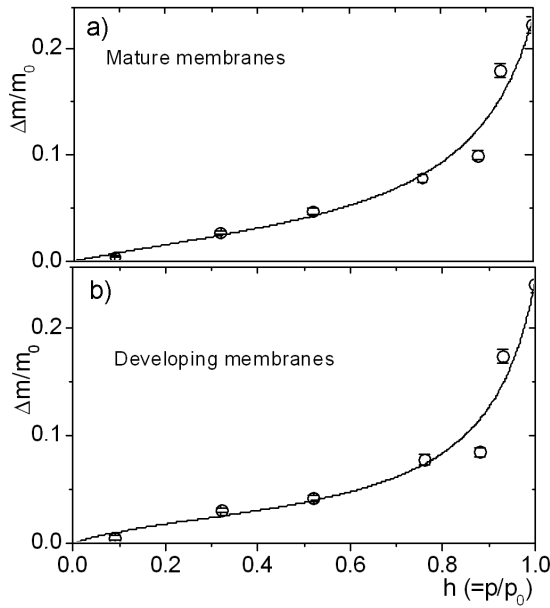 a)
Mature membranes
Δm/m₀
0.2
0.1
0.0
b)
Developing membranes
Δm/m₀
0.2
0.1
0.0
0.0 0.2 0.4 0.6 0.8 1.0
h (=p/p₀)